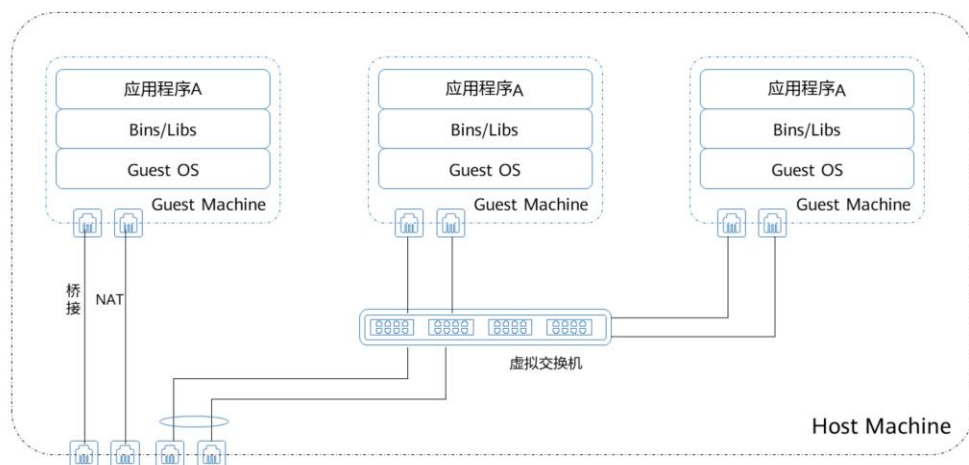 应用程序A
Bins/Libs
Guest OS
Guest Machine
应用程序A
Bins/Libs
Guest OS
Guest Machine
应用程序A
Bins/Libs
Guest OS
Guest Machine
桥接
NAT
虚拟交换机
Host Machine